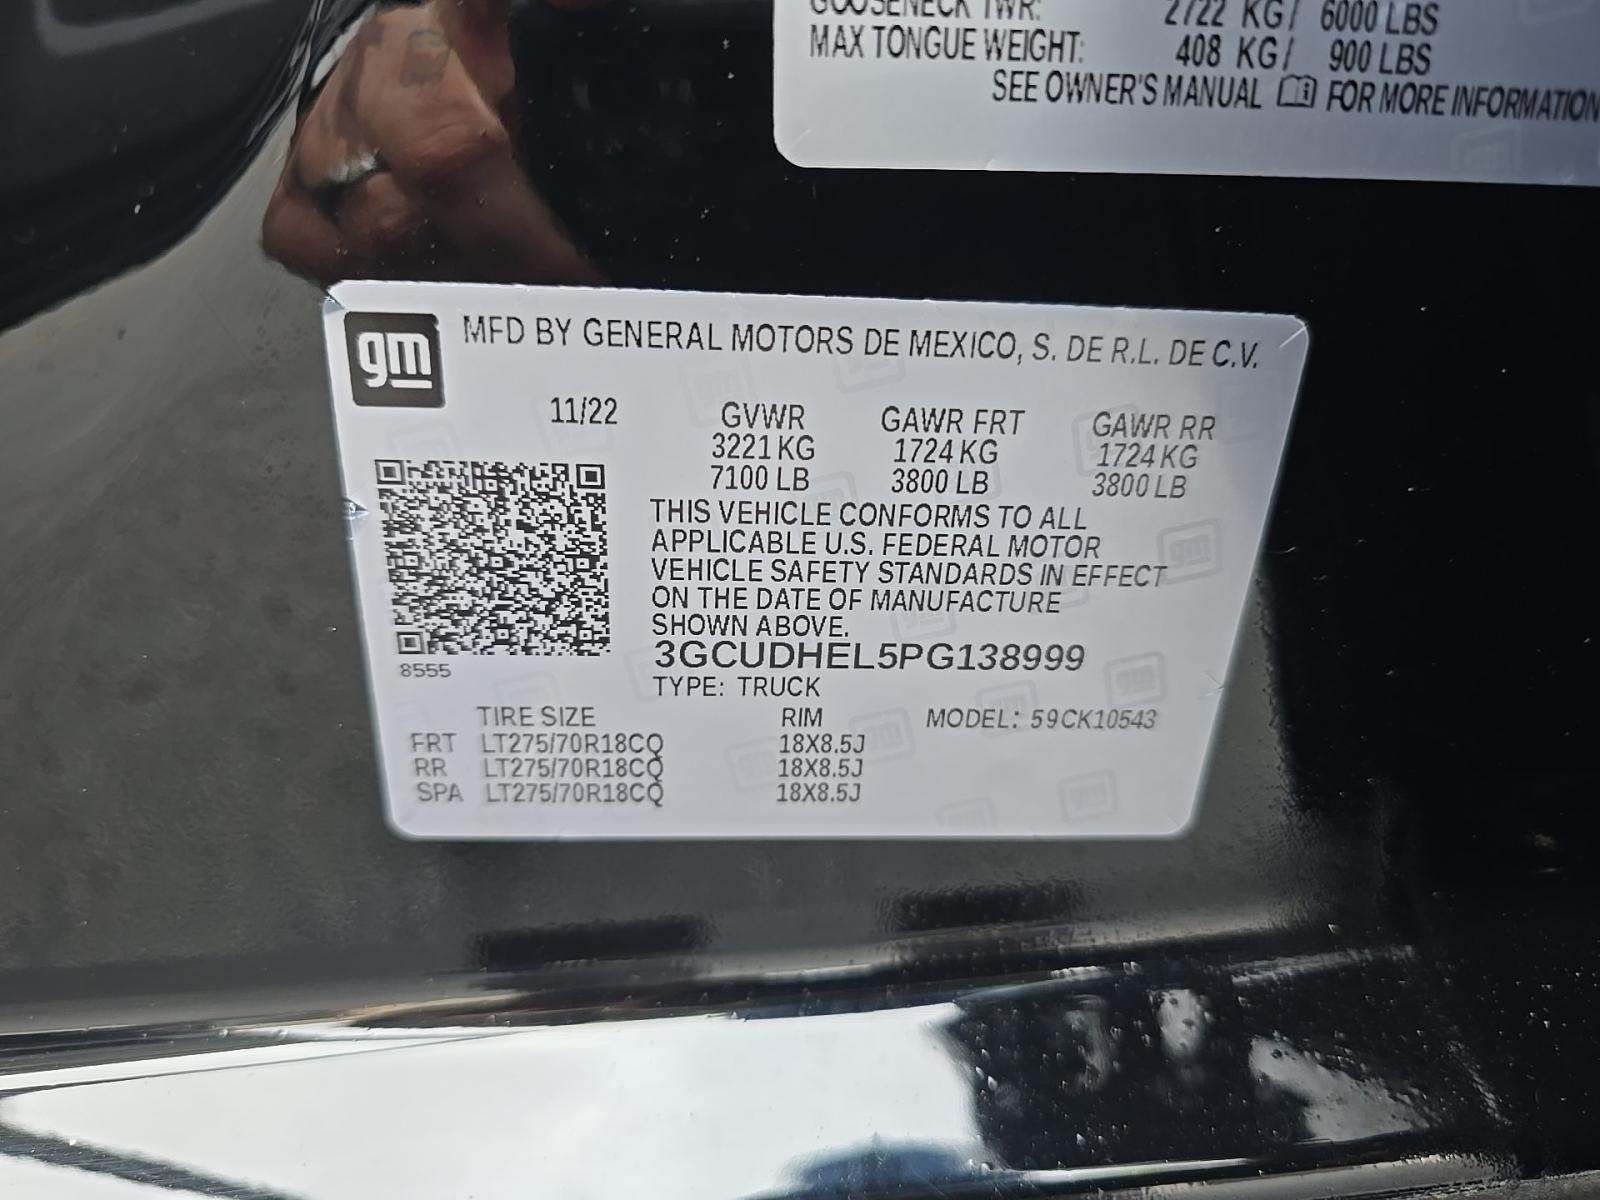 GOOSENECK TWR: 2722 KG/ 6000 LBS
MAX TONGUE WEIGHT: 408 KG/ 900 LBS
SEE OWNER'S MANUAL FOR MORE INFORMATION
gm
MFD BY GENERAL MOTORS DE MEXICO, S. DE R.L. DE C.V.
11/22 GVWR GAWR FRT GAWR RR
3221 KG 1724 KG 1724 KG
7100 LB 3800 LB 3800 LB
THIS VEHICLE CONFORMS TO ALL
APPLICABLE U.S. FEDERAL MOTOR
VEHICLE SAFETY STANDARDS IN EFFECT
ON THE DATE OF MANUFACTURE
SHOWN ABOVE.
3GCUDHEL5PG138999
8555
TYPE: TRUCK
TIRE SIZE RIM MODEL: 59CK10543
FRT LT275/70R18CQ 18X8.5J
RR LT275/70R18CQ 18X8.5J
SPA LT275/70R18CQ 18X8.5J